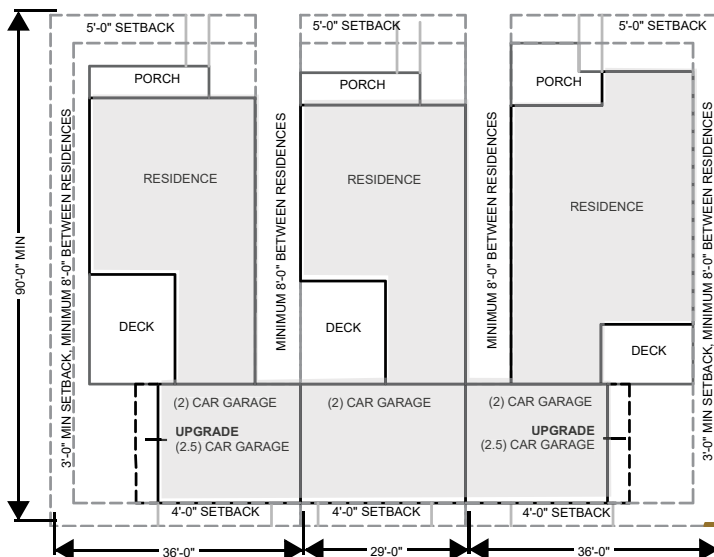 5'-0" SETBACK
5'-0" SETBACK
5'-0" SETBACK
PORCH
PORCH
PORCH
3'-0" MIN SETBACK, MINIMUM 8'-0" BETWEEN RESIDENCES
MINIMUM 8'-0" BETWEEN RESIDENCES
MINIMUM 8'-0" BETWEEN RESIDENCES
3'-0" MIN SETBACK, MINIMUM 8'-0" BETWEEN RESIDENCES
RESIDENCE
RESIDENCE
RESIDENCE
90'-0" MIN
DECK
DECK
DECK
(2) CAR GARAGE
UPGRADE
(2.5) CAR GARAGE
(2) CAR GARAGE
(2) CAR GARAGE
UPGRADE
(2.5) CAR GARAGE
4'-0" SETBACK
4'-0" SETBACK
4'-0" SETBACK
36'-0"
29'-0"
36'-0"